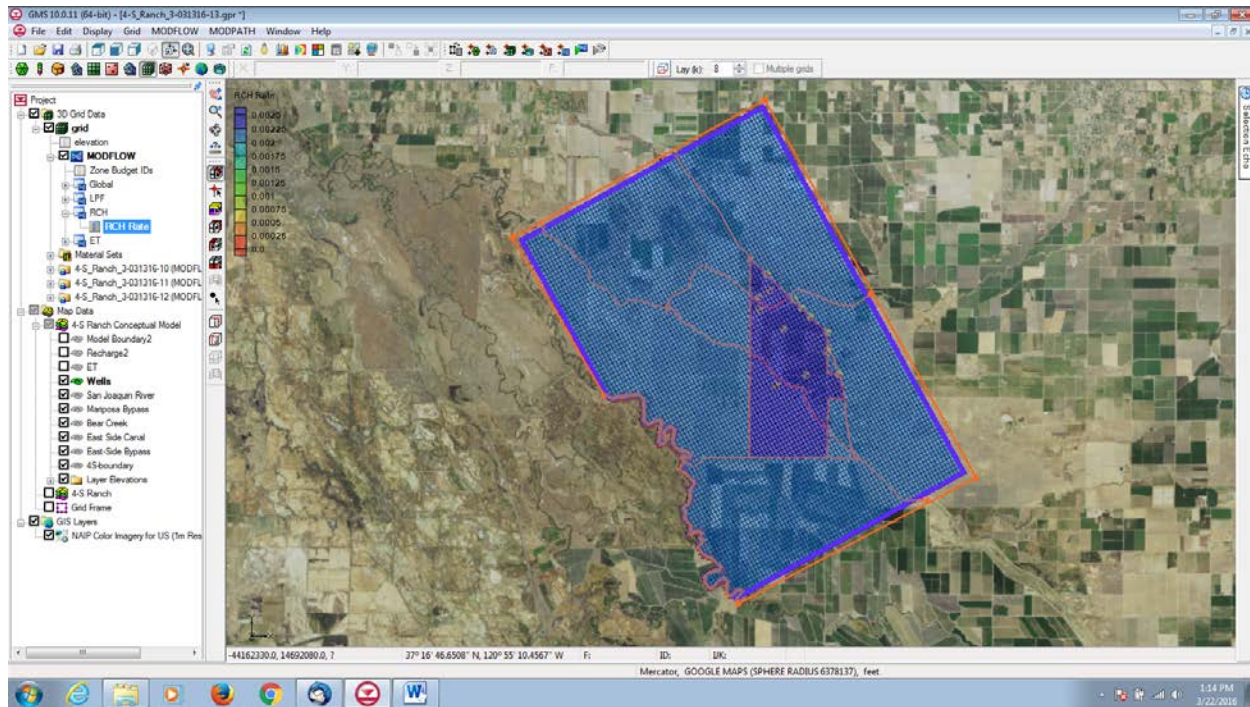 GMS 10.0.11 (64-bit) - [4-S_Ranch_3-031316-13.gpr *]
File Edit Display Grid MODFLOW MODPATH Window Help
X: Y: Z: F: Lay (k): 8 Multiple grids
Project
3D Grid Data
grid
elevation
MODFLOW
Zone Budget IDs
Global
LPF
RCH
RCH Rate
ET
Material Sets
4-S_Ranch_3-031316-10 (MODFL
4-S_Ranch_3-031316-11 (MODFL
4-S_Ranch_3-031316-12 (MODFL
Map Data
4-S Ranch Conceptual Model
Model Boundary2
Recharge2
ET
Wells
San Joaquin River
Mariposa Bypass
Bear Creek
East Side Canal
East-Side Bypass
4S-boundary
Layer Elevations
4-S Ranch
Grid Frame
GIS Layers
NAIP Color Imagery for US (1m Res
RCH Rate
0.0025
0.00225
0.002
0.00175
0.0015
0.00125
0.001
0.00075
0.0005
0.00025
0.0
Selection Echo
-44162330.0, 14692080.0, ? 37º 16' 46.6508" N, 120º 55' 10.4567" W F: ID: I/K:
Mercator, GOOGLE MAPS (SPHERE RADIUS 6378137), feet
1:14 PM
3/22/2016